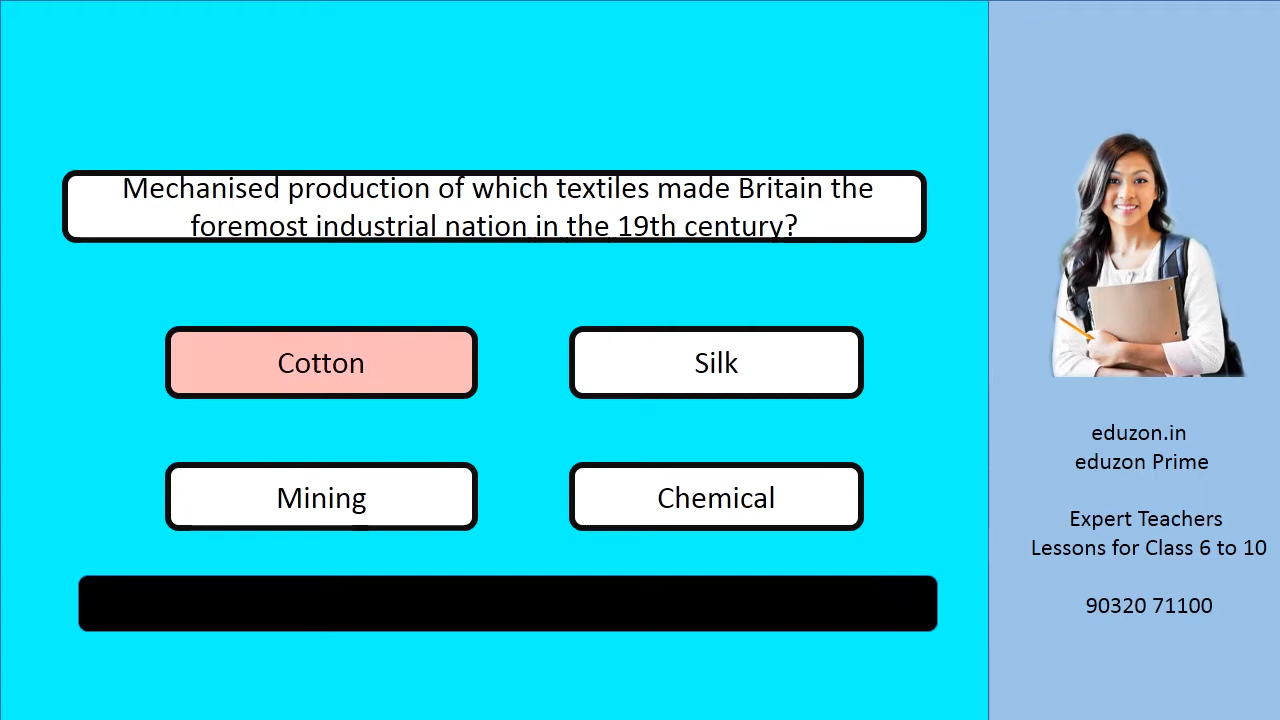 Mechanised production of which textiles made Britain the
foremost industrial nation in the 19th century?
Cotton
Silk
Mining
Chemical
eduzon.in
eduzon Prime
Expert Teachers
Lessons for Class 6 to 10
90320 71100